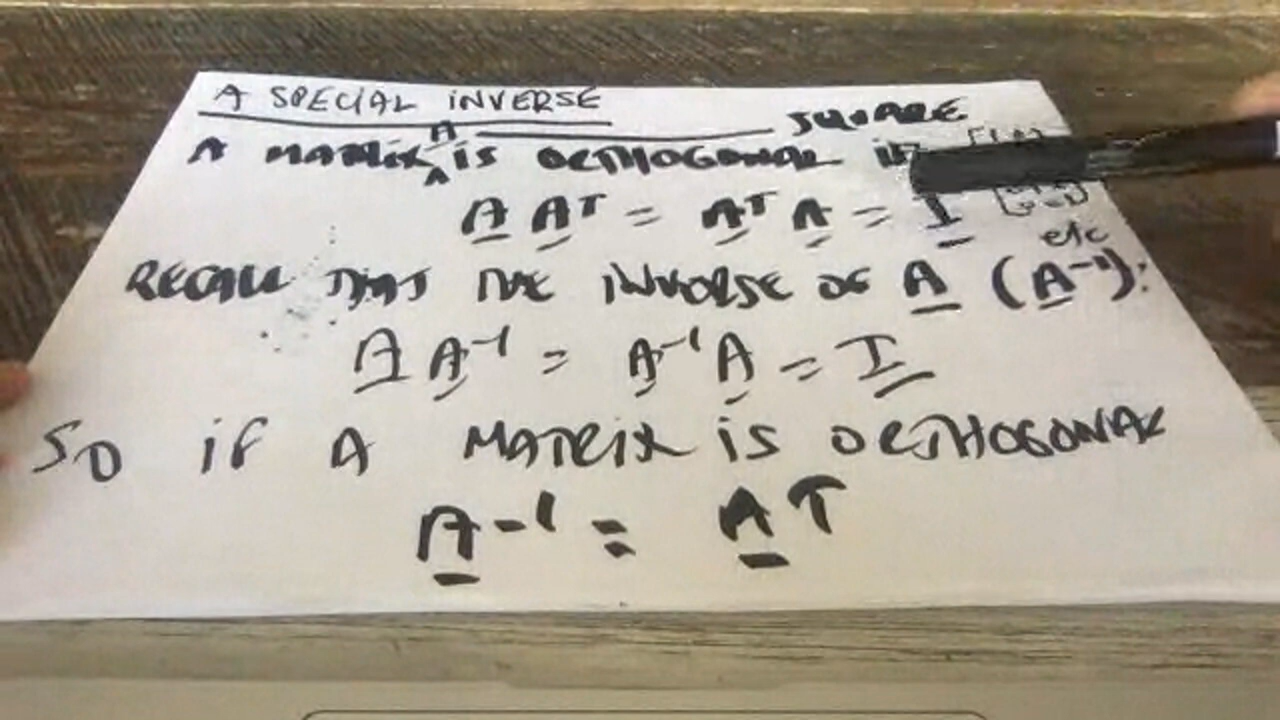 A SPECIAL INVERSE
SQUARE
A MATRIX A IS ORTHOGONAL IF
A Aᵀ = Aᵀ A = I
etc
RECALL THAT THE INVERSE OF A (A⁻¹):
A A⁻¹ = A⁻¹ A = I
SO IF A MATRIX IS ORTHOGONAL
A⁻¹ = Aᵀ